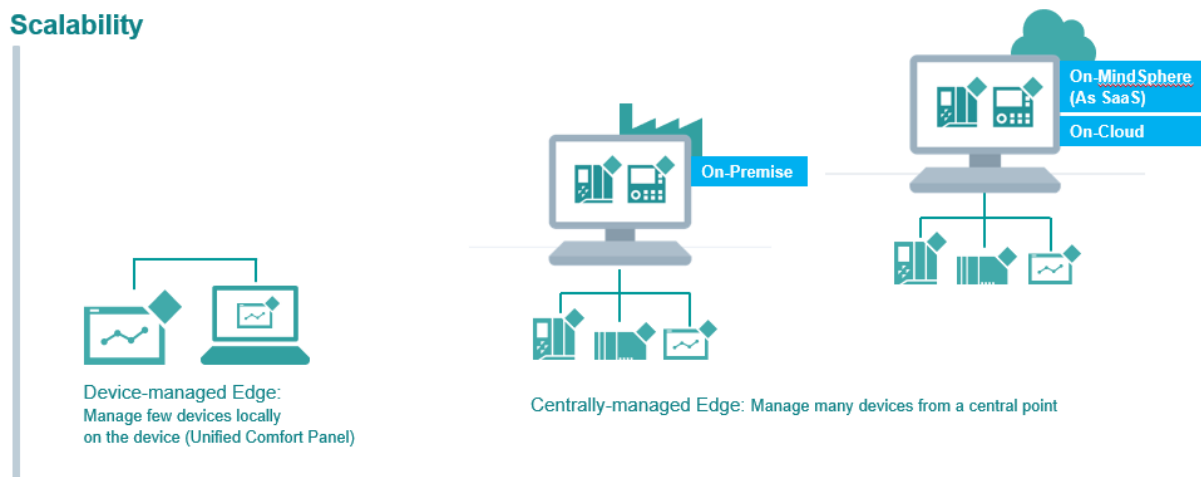 Scalability
On-MindSphere
(As SaaS)
On-Cloud
On-Premise
Device-managed Edge:
Manage few devices locally
on the device (Unified Comfort Panel)
Centrally-managed Edge: Manage many devices from a central point